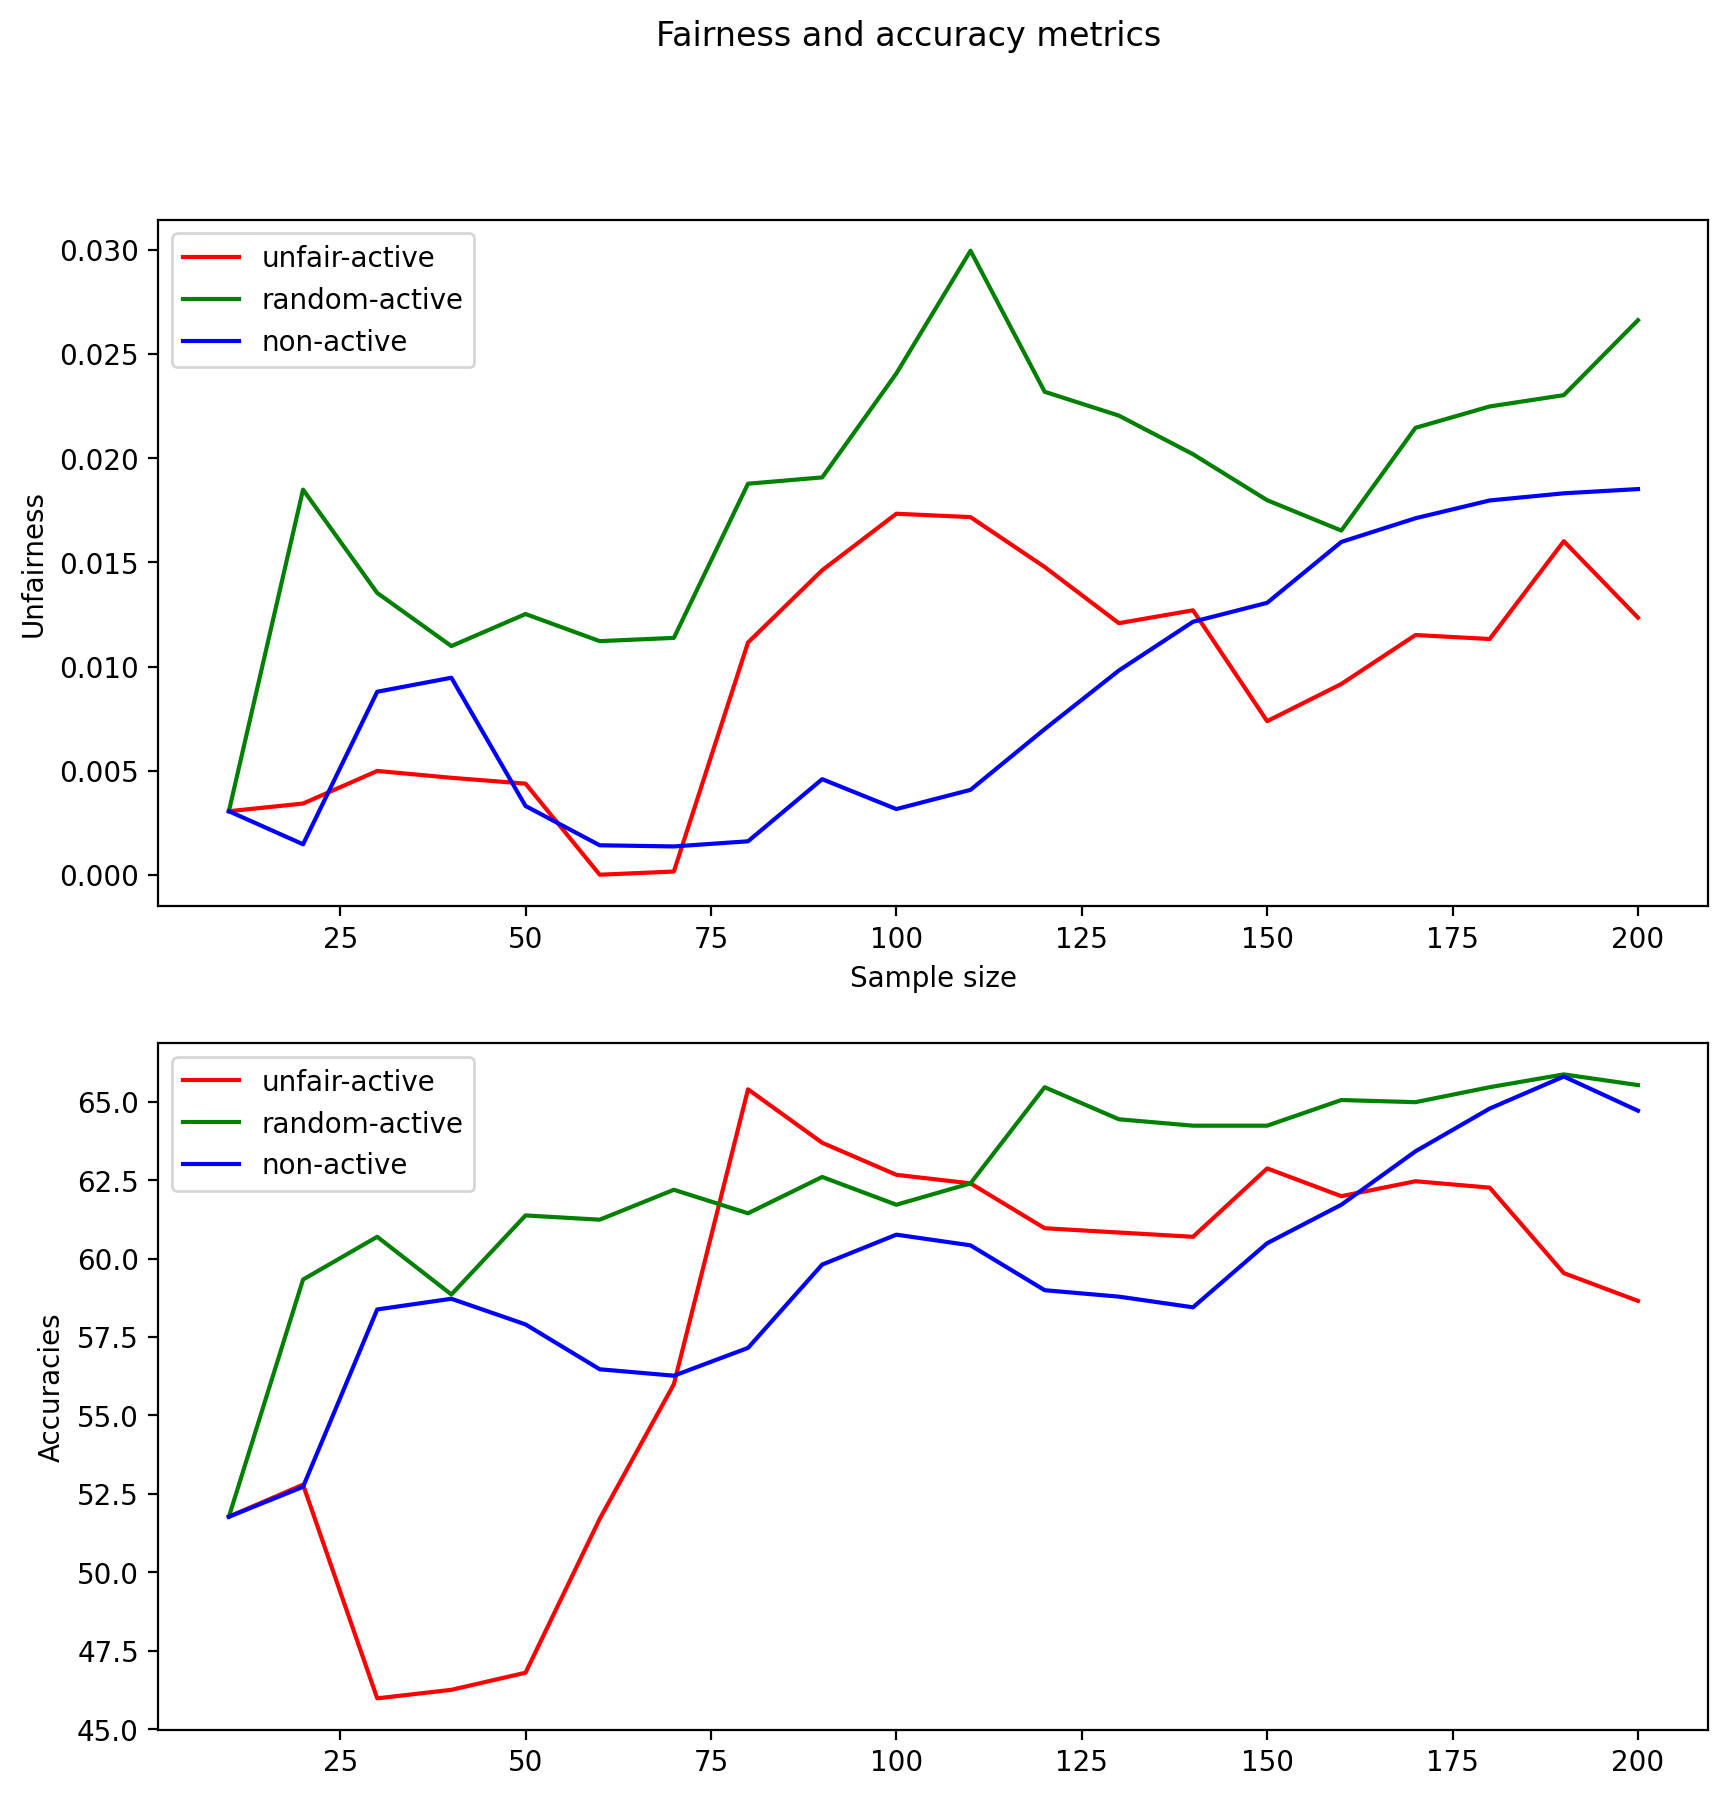 Fairness and accuracy metrics
unfair-active
random-active
non-active
0.030
0.025
0.020
0.015
0.010
0.005
0.000
Unfairness
25 50 75 100 125 150 175 200
Sample size
unfair-active
random-active
non-active
65.0
62.5
60.0
57.5
55.0
52.5
50.0
47.5
45.0
Accuracies
25 50 75 100 125 150 175 200